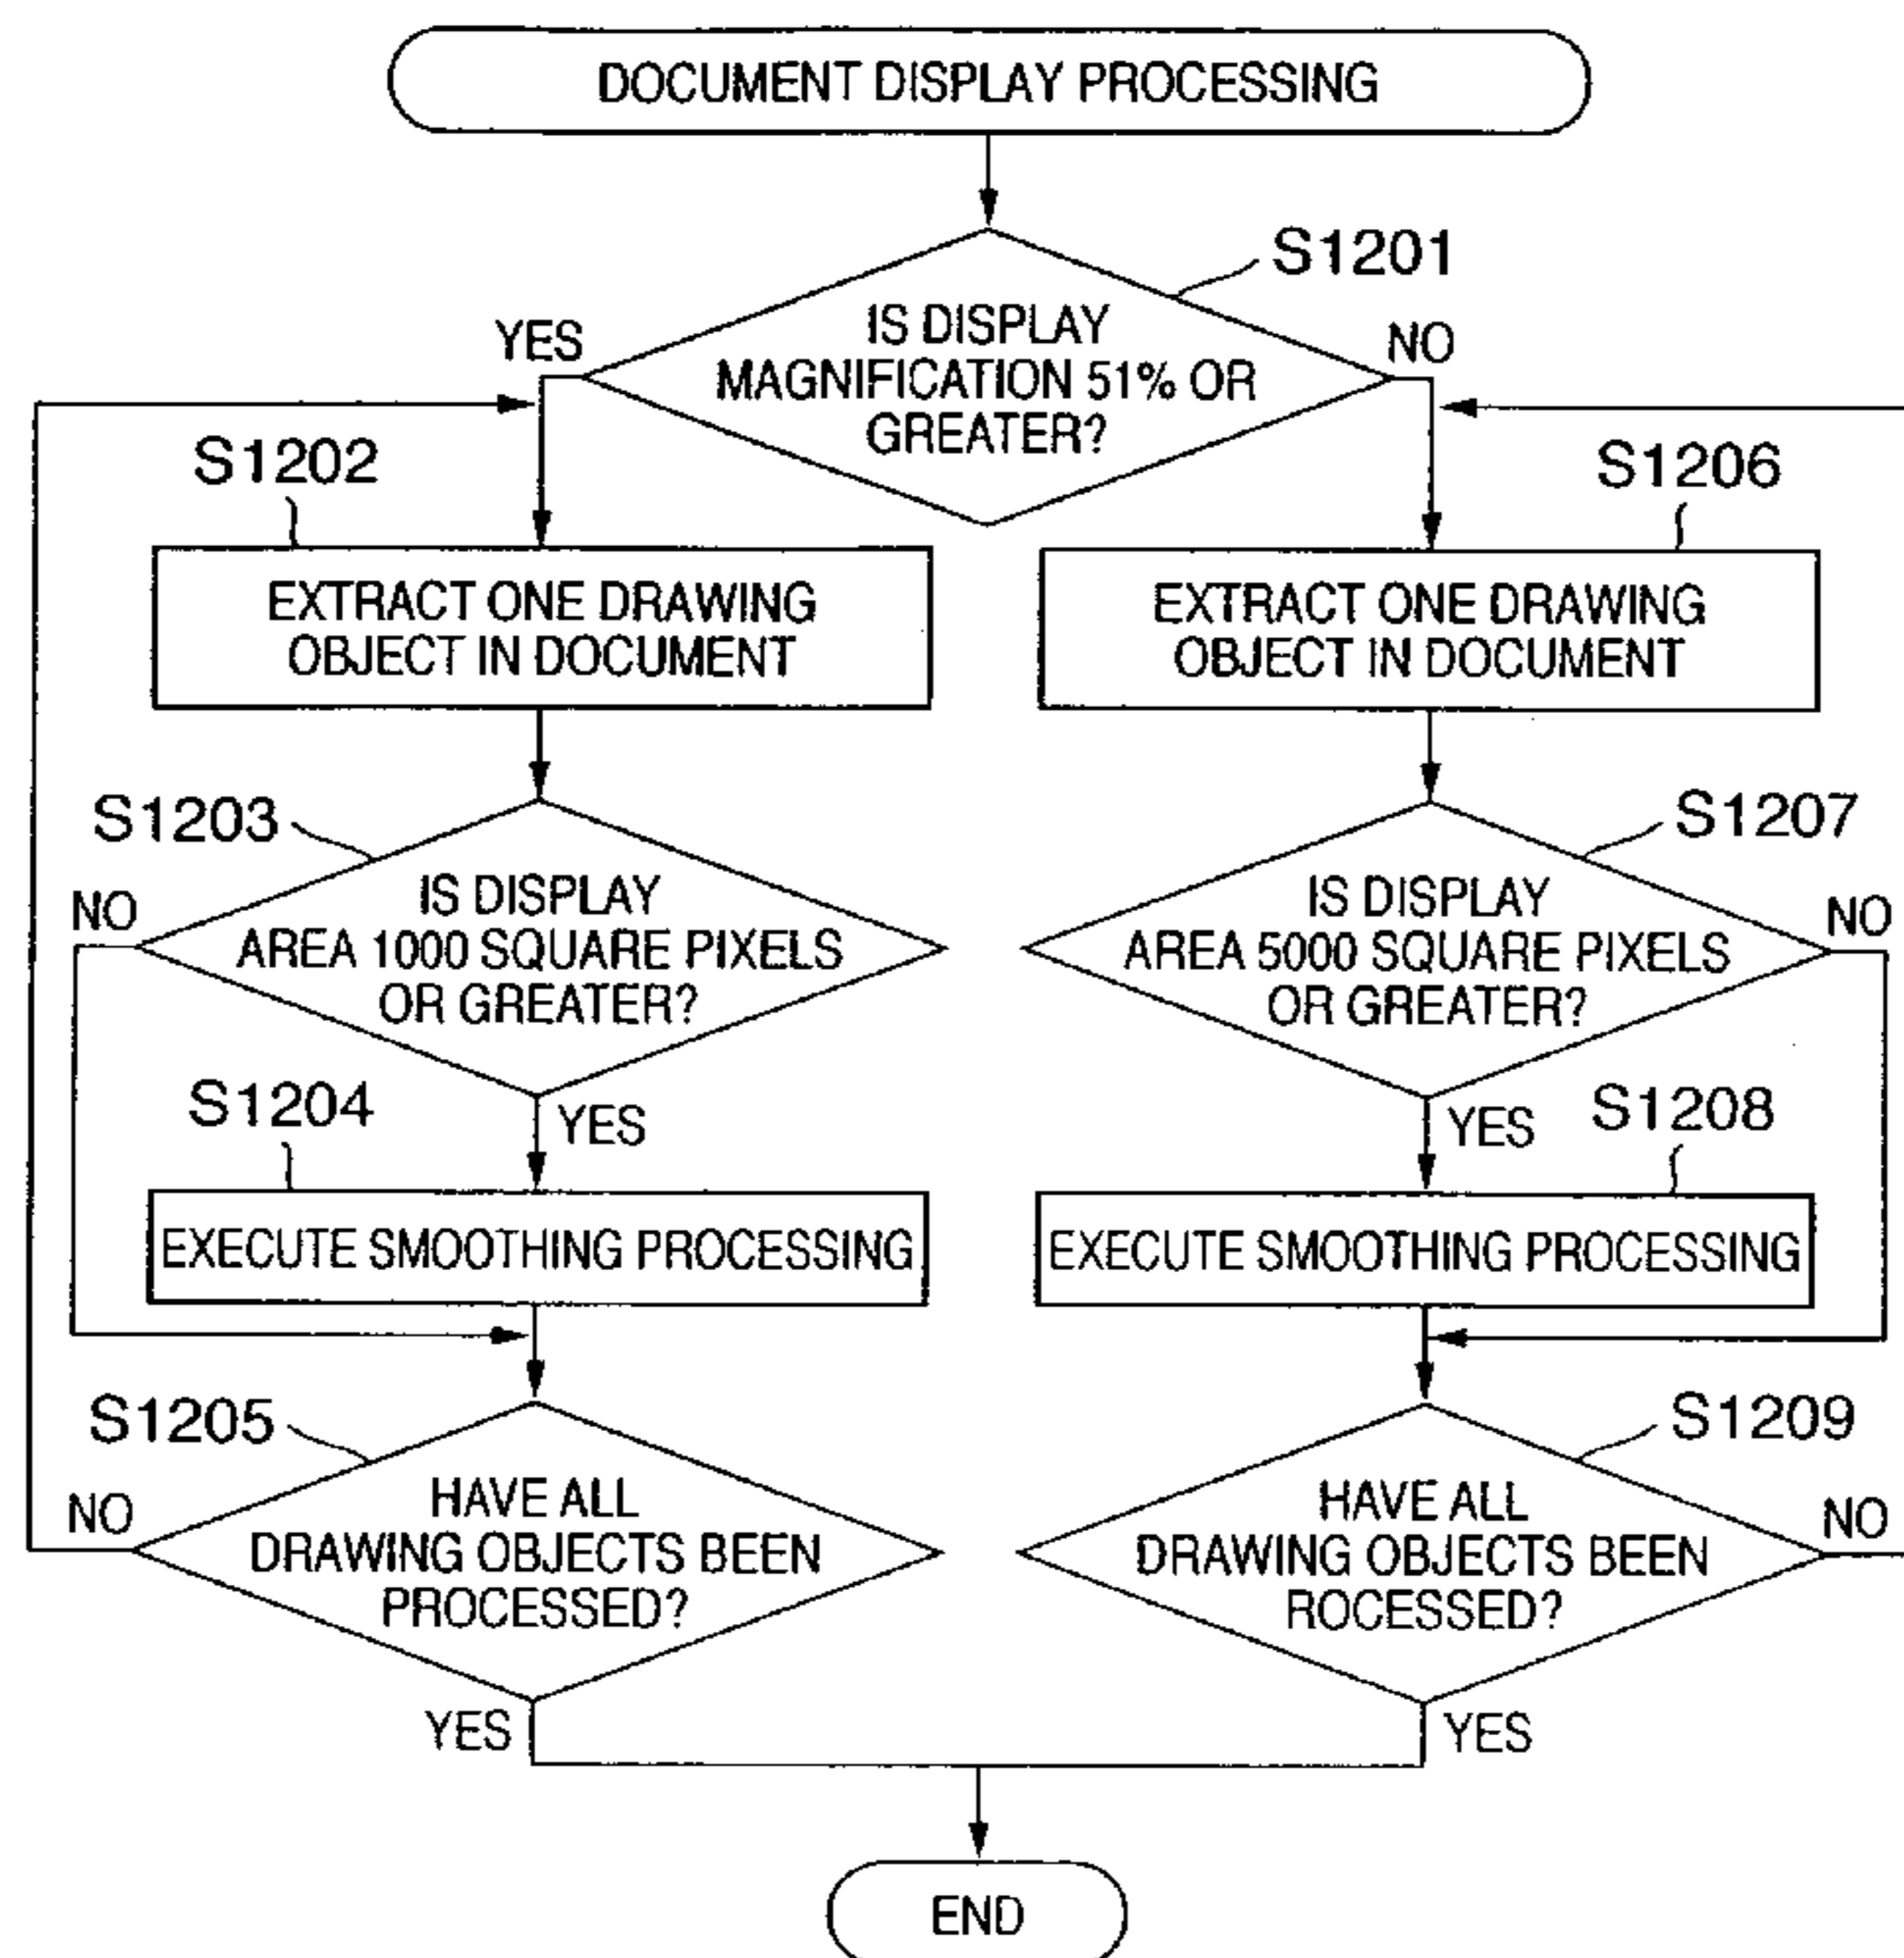 DOCUMENT DISPLAY PROCESSING
S1201
YES
IS DISPLAY
MAGNIFICATION 51% OR
GREATER?
NO
S1202
S1206
EXTRACT ONE DRAWING
OBJECT IN DOCUMENT
EXTRACT ONE DRAWING
OBJECT IN DOCUMENT
S1203
S1207
NO
IS DISPLAY
AREA 1000 SQUARE PIXELS
OR GREATER?
IS DISPLAY
AREA 5000 SQUARE PIXELS
OR GREATER?
NO
S1204
YES
YES
S1208
EXECUTE SMOOTHING PROCESSING
EXECUTE SMOOTHING PROCESSING
S1205
S1209
NO
HAVE ALL
DRAWING OBJECTS BEEN
PROCESSED?
HAVE ALL
DRAWING OBJECTS BEEN
ROCESSED?
NO
YES
YES
END